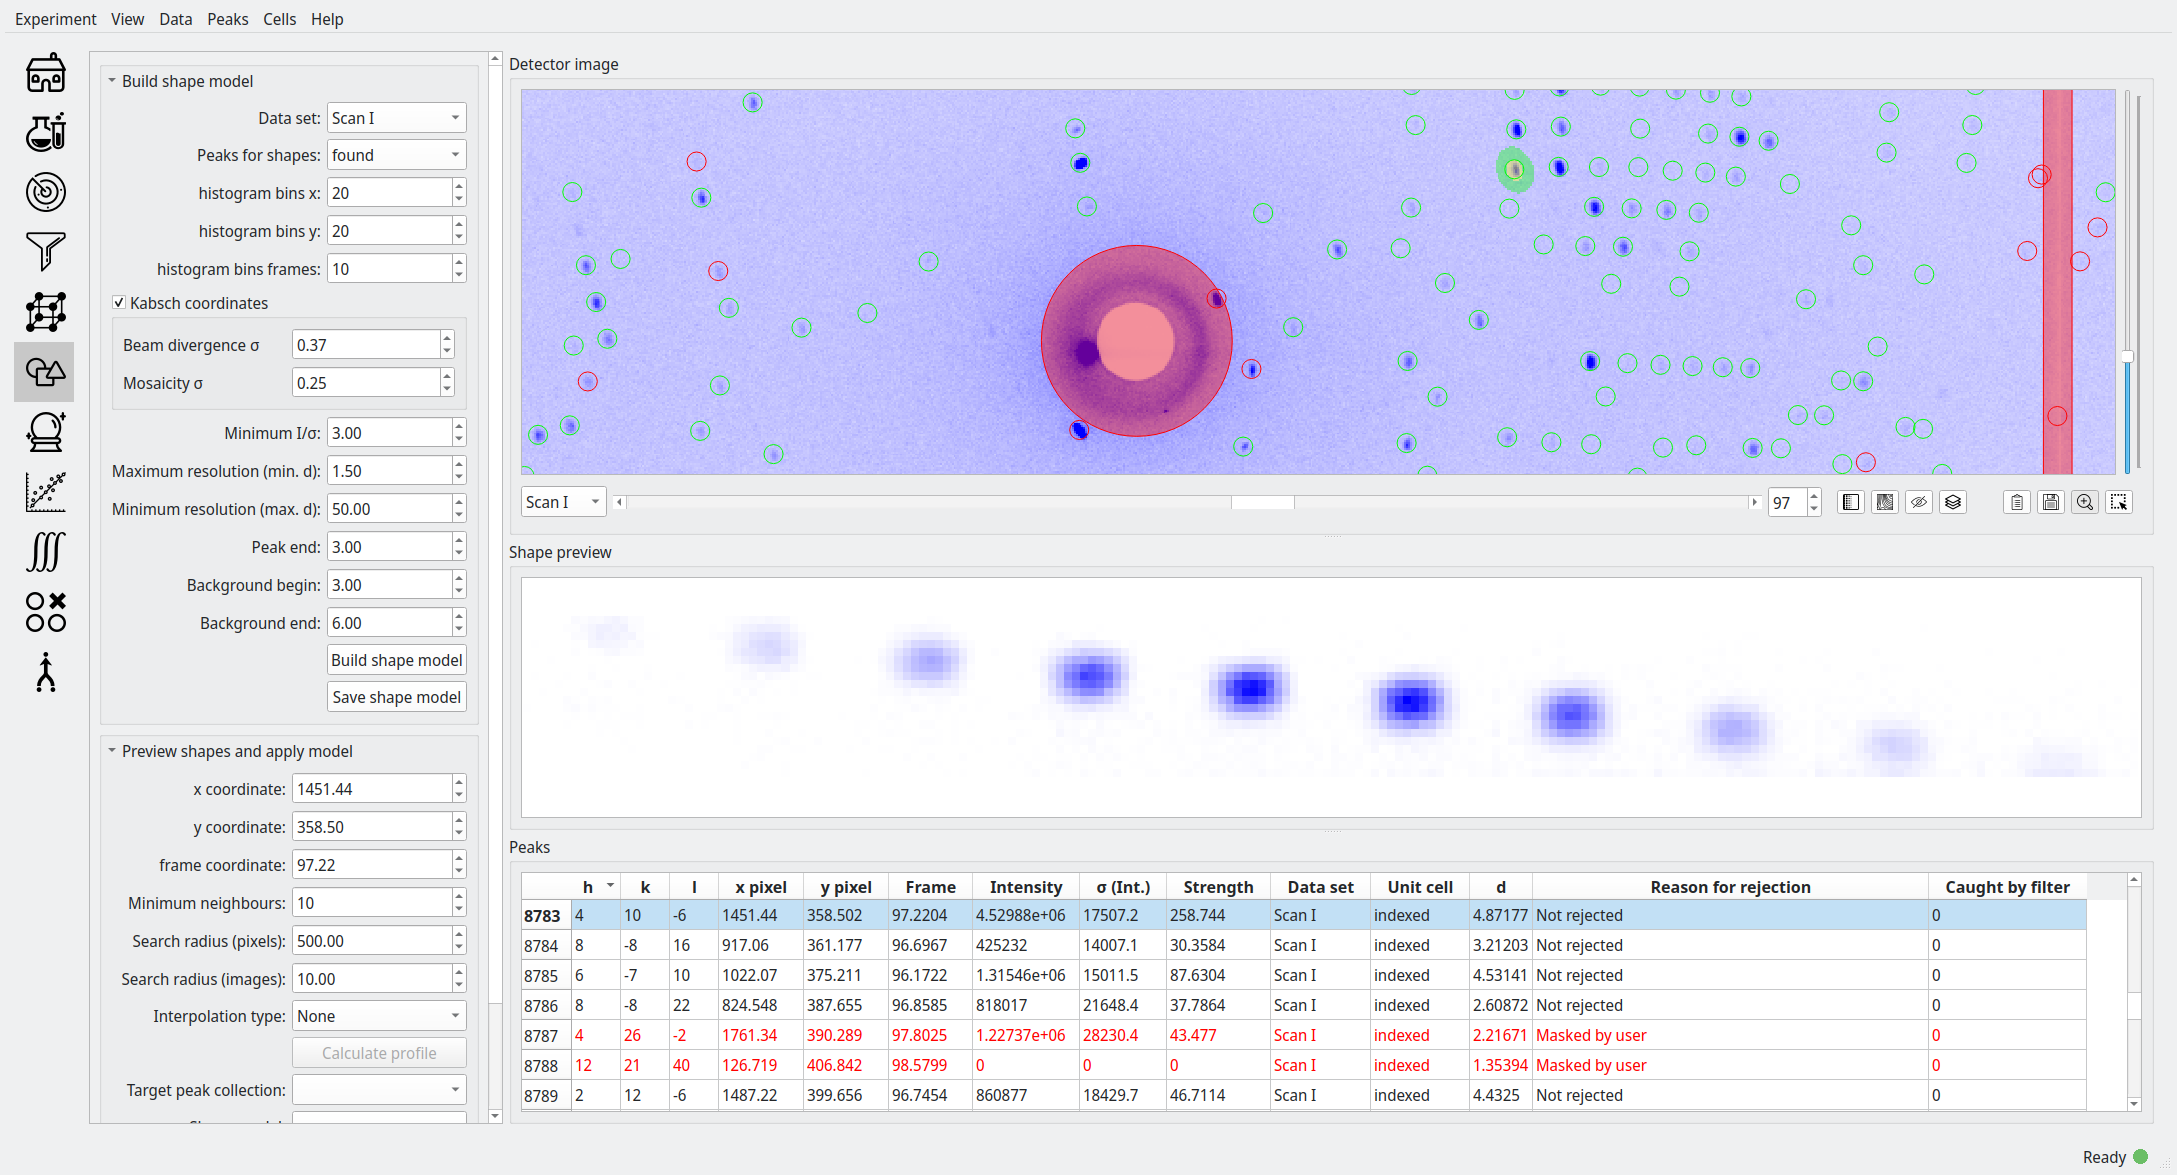 Experiment View Data Peaks Cells Help
Build shape model
Data set: Scan I
Peaks for shapes: found
histogram bins x: 20
histogram bins y: 20
histogram bins frames: 10
Kabsch coordinates
Beam divergence σ 0.37
Mosaicity σ 0.25
Minimum I/σ: 3.00
Maximum resolution (min. d): 1.50
Minimum resolution (max. d): 50.00
Peak end: 3.00
Background begin: 3.00
Background end: 6.00
Build shape model
Save shape model
Preview shapes and apply model
x coordinate: 1451.44
y coordinate: 358.50
frame coordinate: 97.22
Minimum neighbours: 10
Search radius (pixels): 500.00
Search radius (images): 10.00
Interpolation type: None
Calculate profile
Target peak collection:
Detector image
Scan I 97
Shape preview
Peaks
h k l x pixel y pixel Frame Intensity σ (Int.) Strength Data set Unit cell d Reason for rejection Caught by filter
8783 4 10 -6 1451.44 358.502 97.2204 4.52988e+06 17507.2 258.744 Scan I indexed 4.87177 Not rejected 0
8784 8 -8 16 917.06 361.177 96.6967 425232 14007.1 30.3584 Scan I indexed 3.21203 Not rejected 0
8785 6 -7 10 1022.07 375.211 96.1722 1.31546e+06 15011.5 87.6304 Scan I indexed 4.53141 Not rejected 0
8786 8 -8 22 824.548 387.655 96.8585 818017 21648.4 37.7864 Scan I indexed 2.60872 Not rejected 0
8787 4 26 -2 1761.34 390.289 97.8025 1.22737e+06 28230.4 43.477 Scan I indexed 2.21671 Masked by user 0
8788 12 21 40 126.719 406.842 98.5799 0 0 0 Scan I indexed 1.35394 Masked by user 0
8789 2 12 -6 1487.22 399.656 96.7454 860877 18429.7 46.7114 Scan I indexed 4.4325 Not rejected 0
Ready